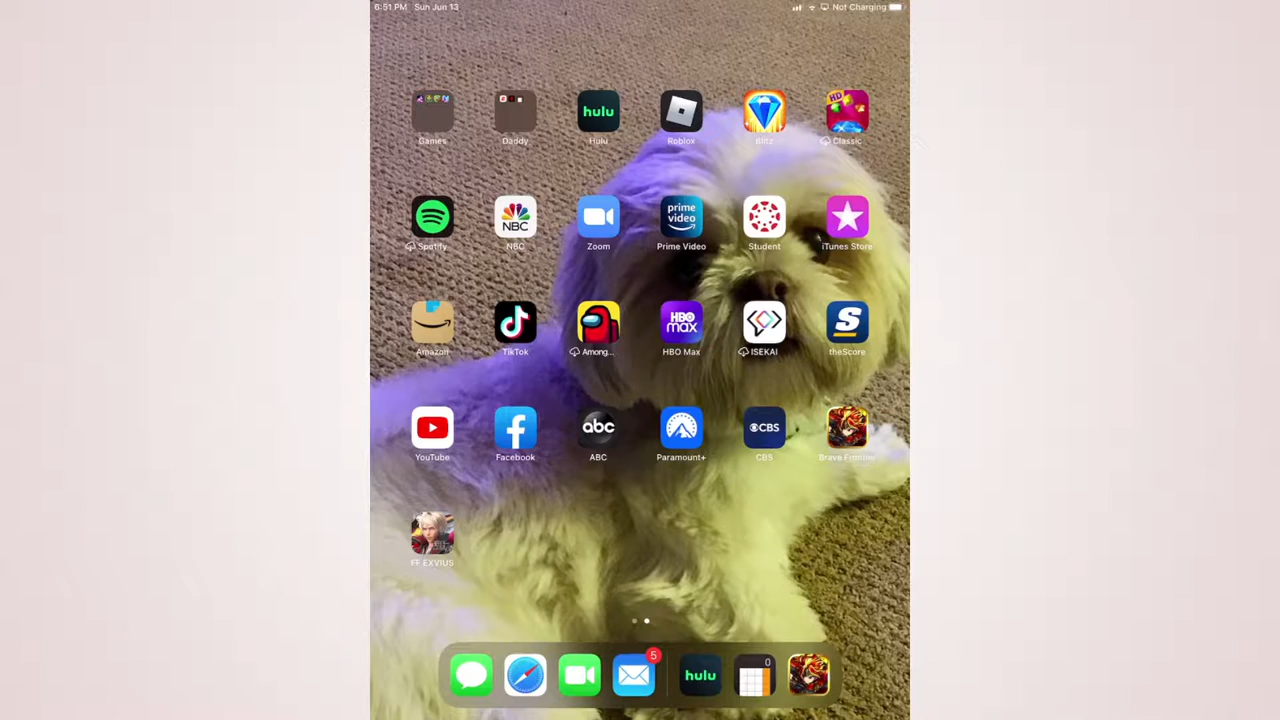 6:51 PM Sun Jun 13
Not Charging
HD
hulu
Games
Daddy
Hulu
Roblox
Blitz
Classic
NBC
prime
video
Spotify
NBC
Zoom
Prime Video
Student
iTunes Store
HBO
max
S
Amazon
TikTok
Among...
HBO Max
ISEKAI
theScore
f
abc
CBS
YouTube
Facebook
ABC
Paramount+
CBS
Brave Frontier
FF EXVIUS
5
0
hulu